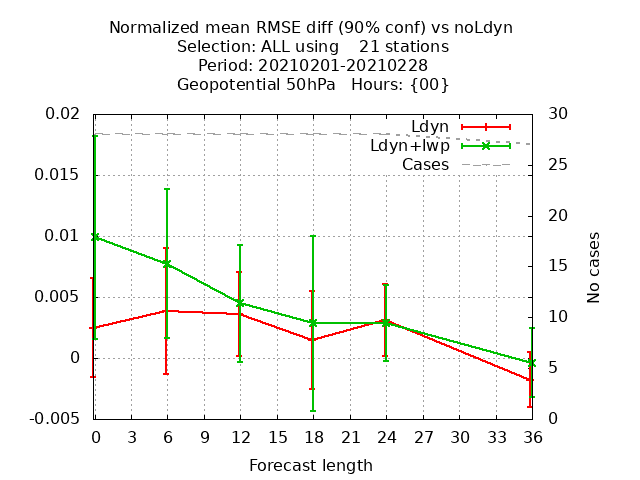 Normalized mean RMSE diff (90% conf) vs noLdyn
Selection: ALL using    21 stations
Period: 20210201-20210228
Geopotential 50hPa   Hours: {00}
0.02
0.015
0.01
0.005
0
-0.005
Ldyn
Ldyn+lwp
Cases
30
25
20
15
10
5
0
No cases
0 3 6 9 12 15 18 21 24 27 30 33 36
Forecast length